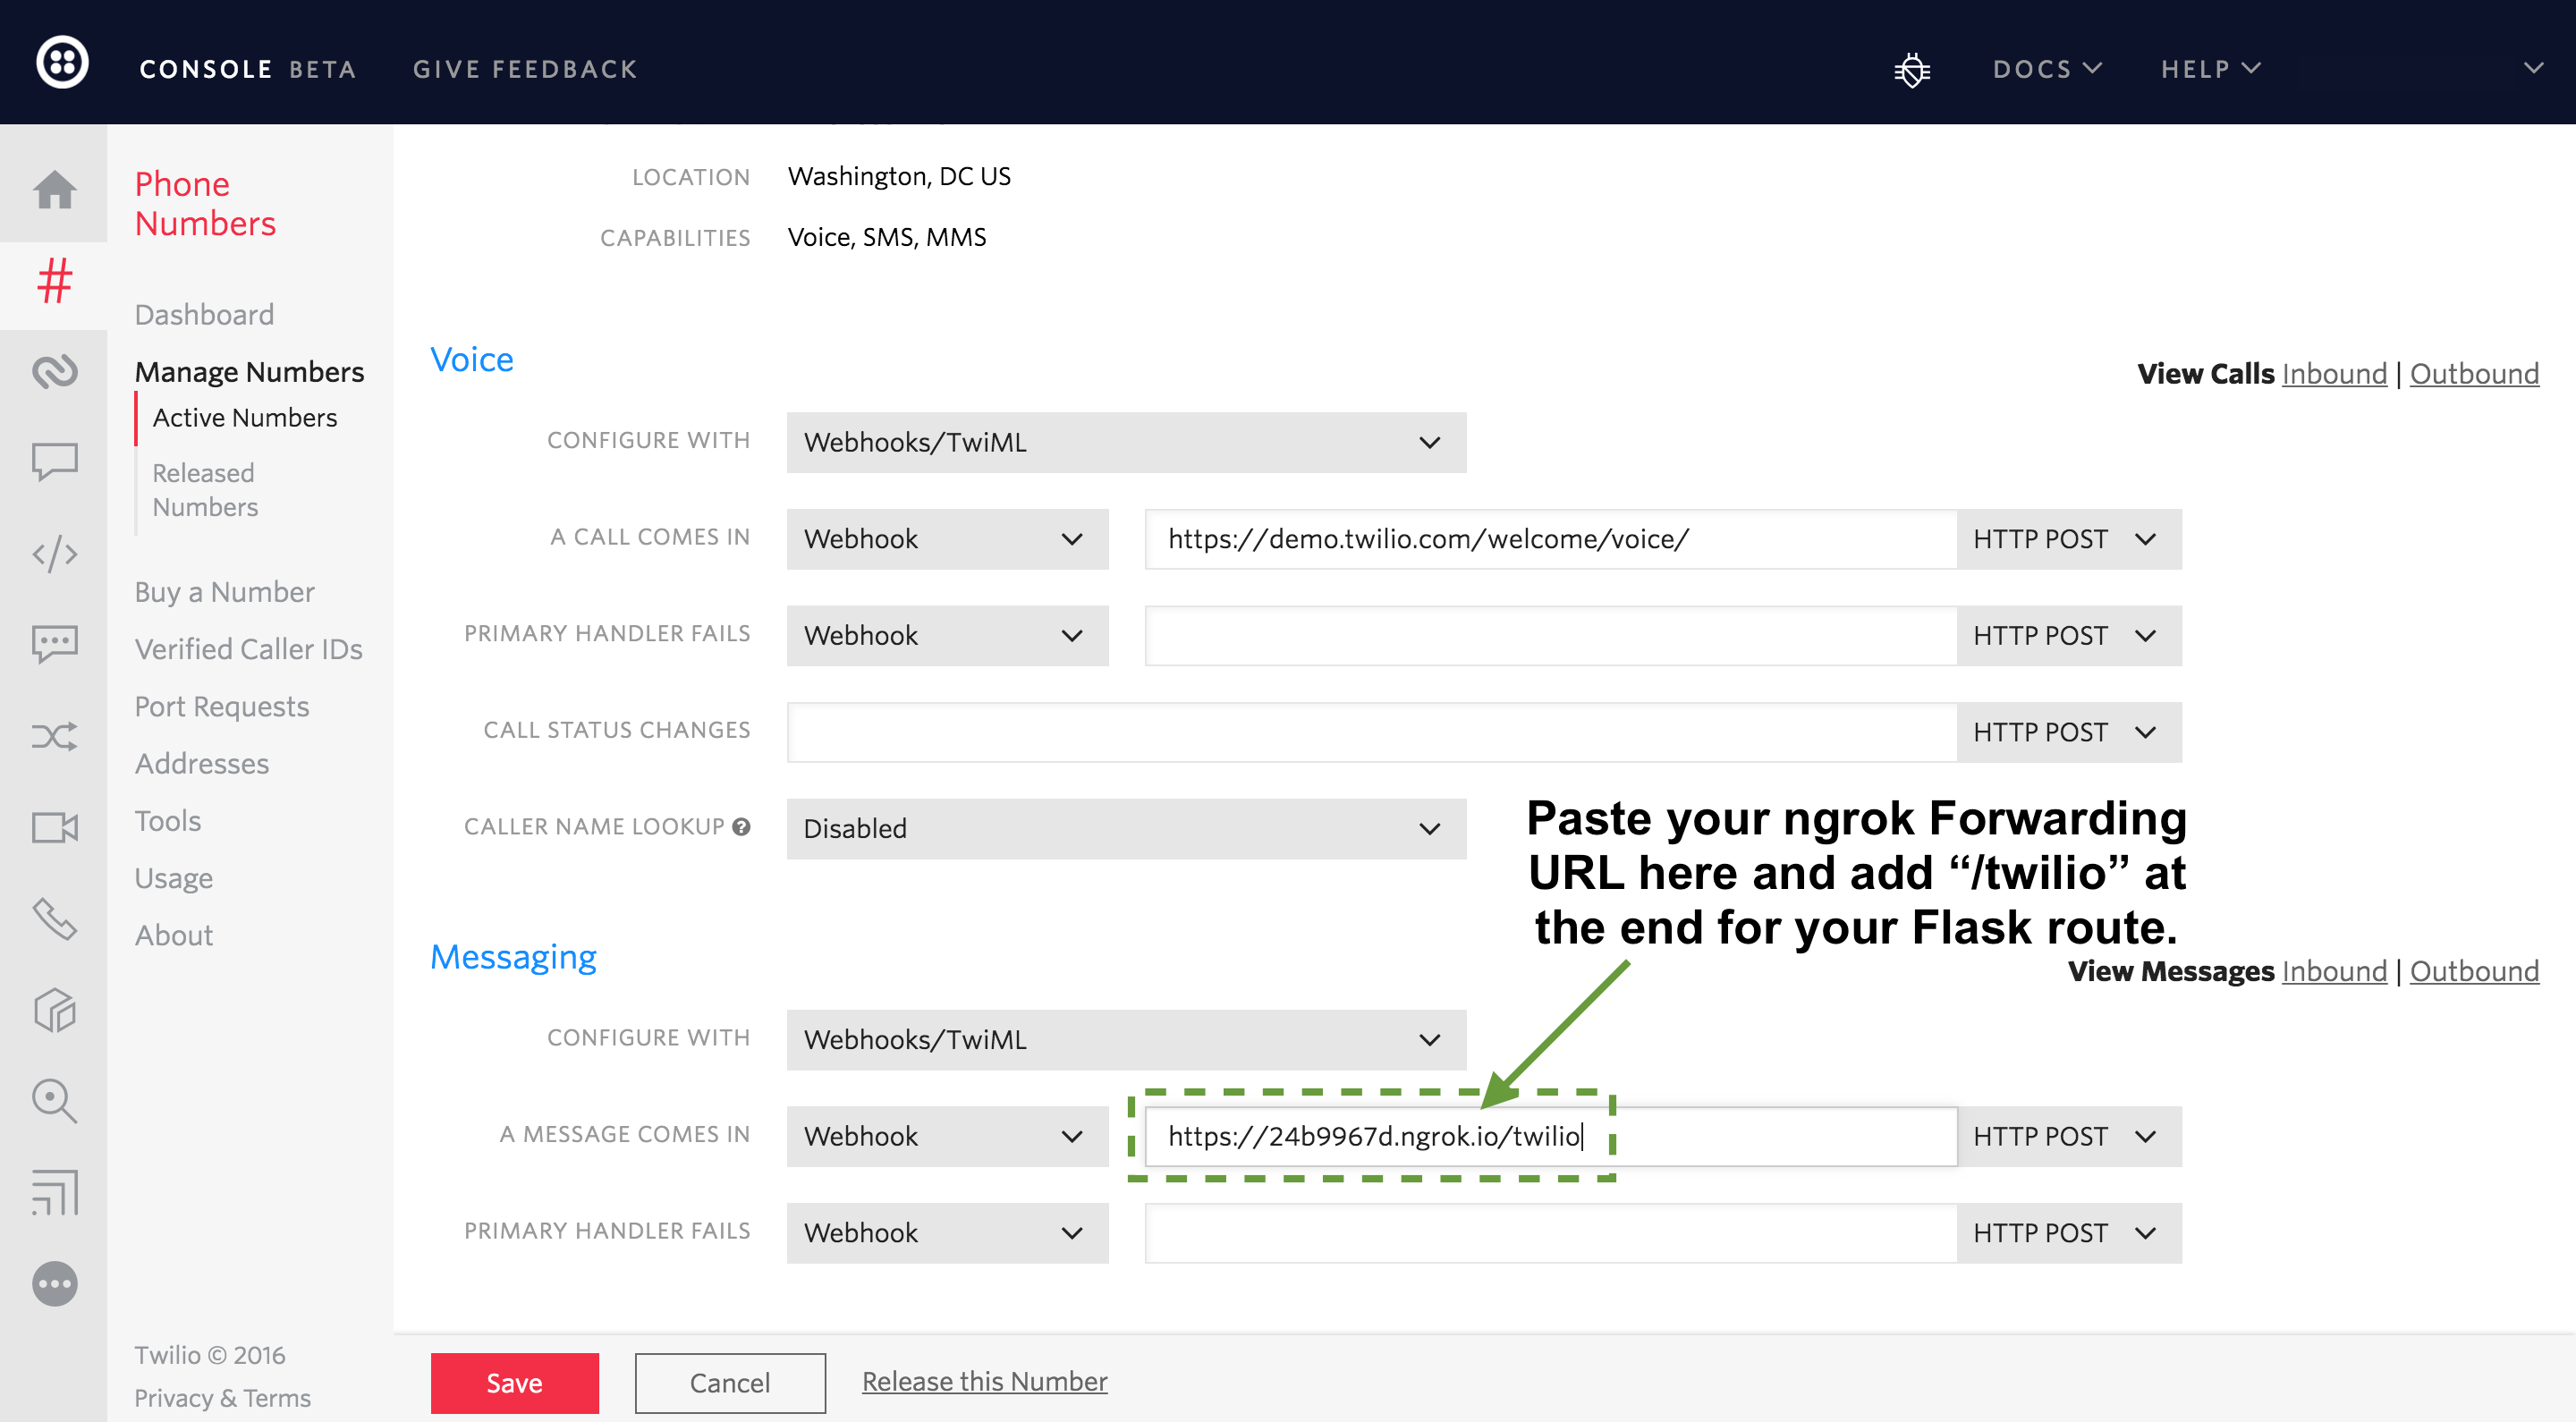 CONSOLE BETA GIVE FEEDBACK DOCS HELP
Phone
Numbers
Dashboard
Manage Numbers
Active Numbers
Released
Numbers
Buy a Number
Verified Caller IDs
Port Requests
Addresses
Tools
Usage
About
Twilio © 2016
Privacy & Terms
LOCATION Washington, DC US
CAPABILITIES Voice, SMS, MMS
Voice
View Calls Inbound | Outbound
CONFIGURE WITH Webhooks/TwiML
A CALL COMES IN Webhook https://demo.twilio.com/welcome/voice/ HTTP POST
PRIMARY HANDLER FAILS Webhook HTTP POST
CALL STATUS CHANGES HTTP POST
CALLER NAME LOOKUP ? Disabled
Paste your ngrok Forwarding
URL here and add “/twilio” at
the end for your Flask route.
Messaging
View Messages Inbound | Outbound
CONFIGURE WITH Webhooks/TwiML
A MESSAGE COMES IN Webhook https://24b9967d.ngrok.io/twilio HTTP POST
PRIMARY HANDLER FAILS Webhook HTTP POST
Save Cancel Release this Number